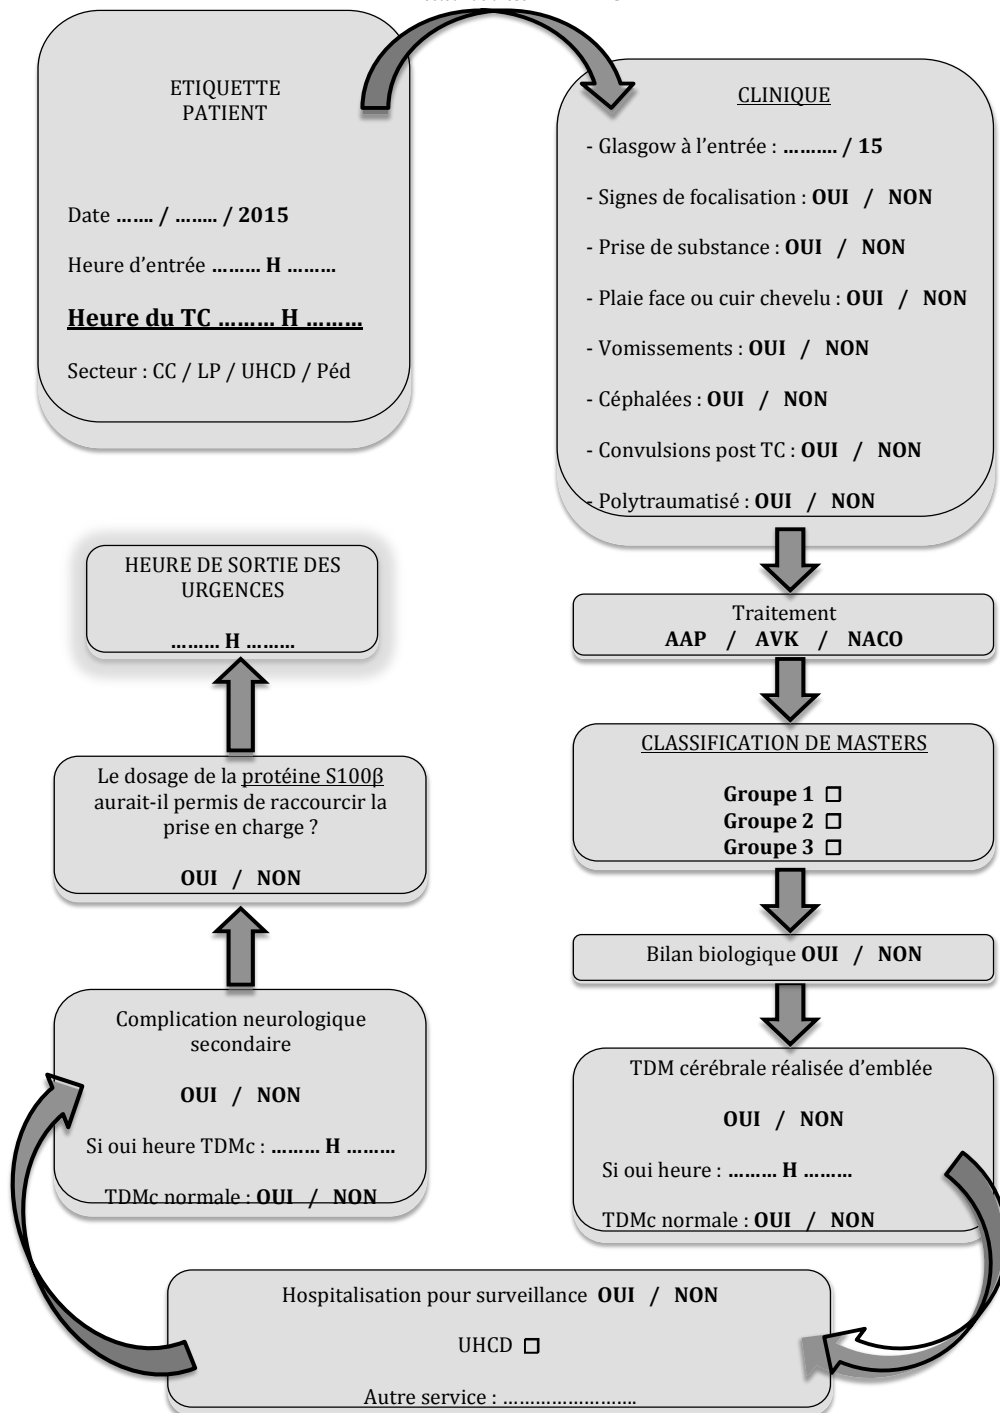 ETIQUETTE
PATIENT
Date ……. / …….. / 2015
Heure d’entrée ……… H ………
Heure du TC ……… H ………
Secteur : CC / LP / UHCD / Péd
CLINIQUE
- Glasgow à l’entrée : ………. / 15
- Signes de focalisation : OUI / NON
- Prise de substance : OUI / NON
- Plaie face ou cuir chevelu : OUI / NON
- Vomissements : OUI / NON
- Céphalées : OUI / NON
- Convulsions post TC : OUI / NON
- Polytraumatisé : OUI / NON
Traitement
AAP / AVK / NACO
CLASSIFICATION DE MASTERS
Groupe 1 ☐
Groupe 2 ☐
Groupe 3 ☐
Bilan biologique OUI / NON
TDM cérébrale réalisée d’emblée
OUI / NON
Si oui heure : ……… H ………
TDMc normale : OUI / NON
Hospitalisation pour surveillance OUI / NON
UHCD ☐
Autre service : …………………….
Complication neurologique
secondaire
OUI / NON
Si oui heure TDMc : ……… H ………
TDMc normale : OUI / NON
Le dosage de la protéine S100β
aurait-il permis de raccourcir la
prise en charge ?
OUI / NON
HEURE DE SORTIE DES
URGENCES
……… H ………